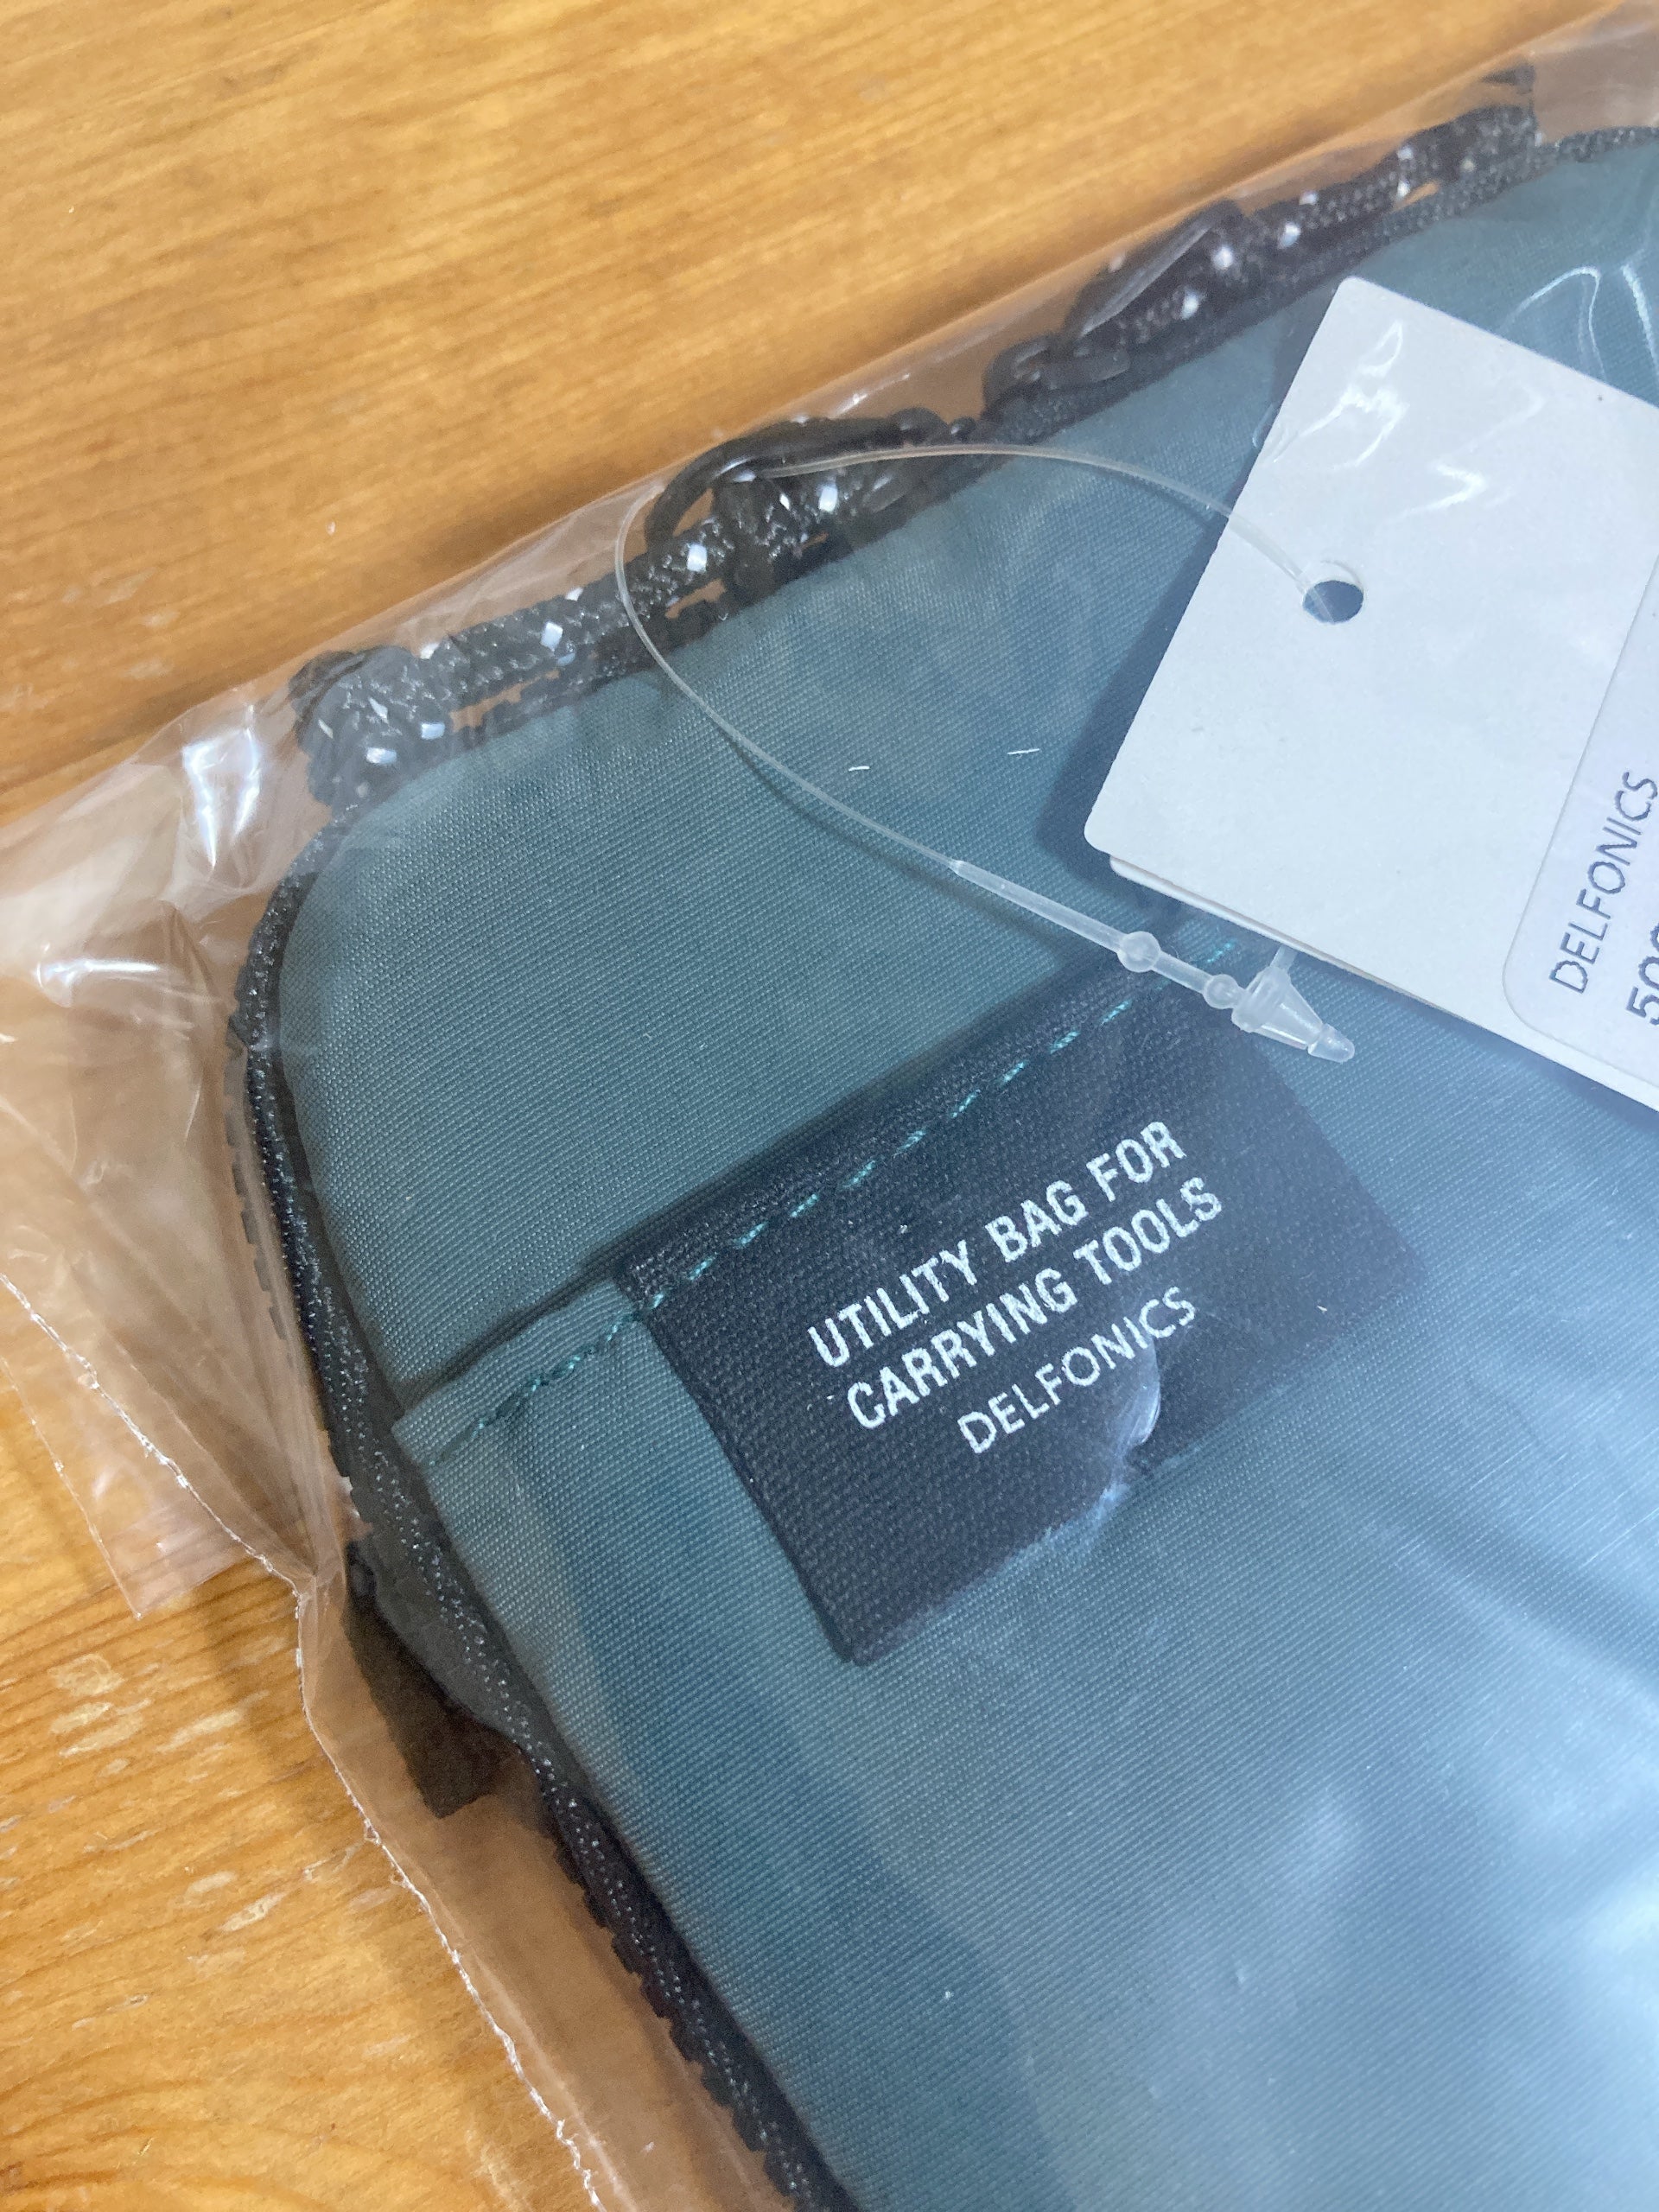 UTILITY BAG FOR
CARRYING TOOLS
DELFONICS
DELFONICS